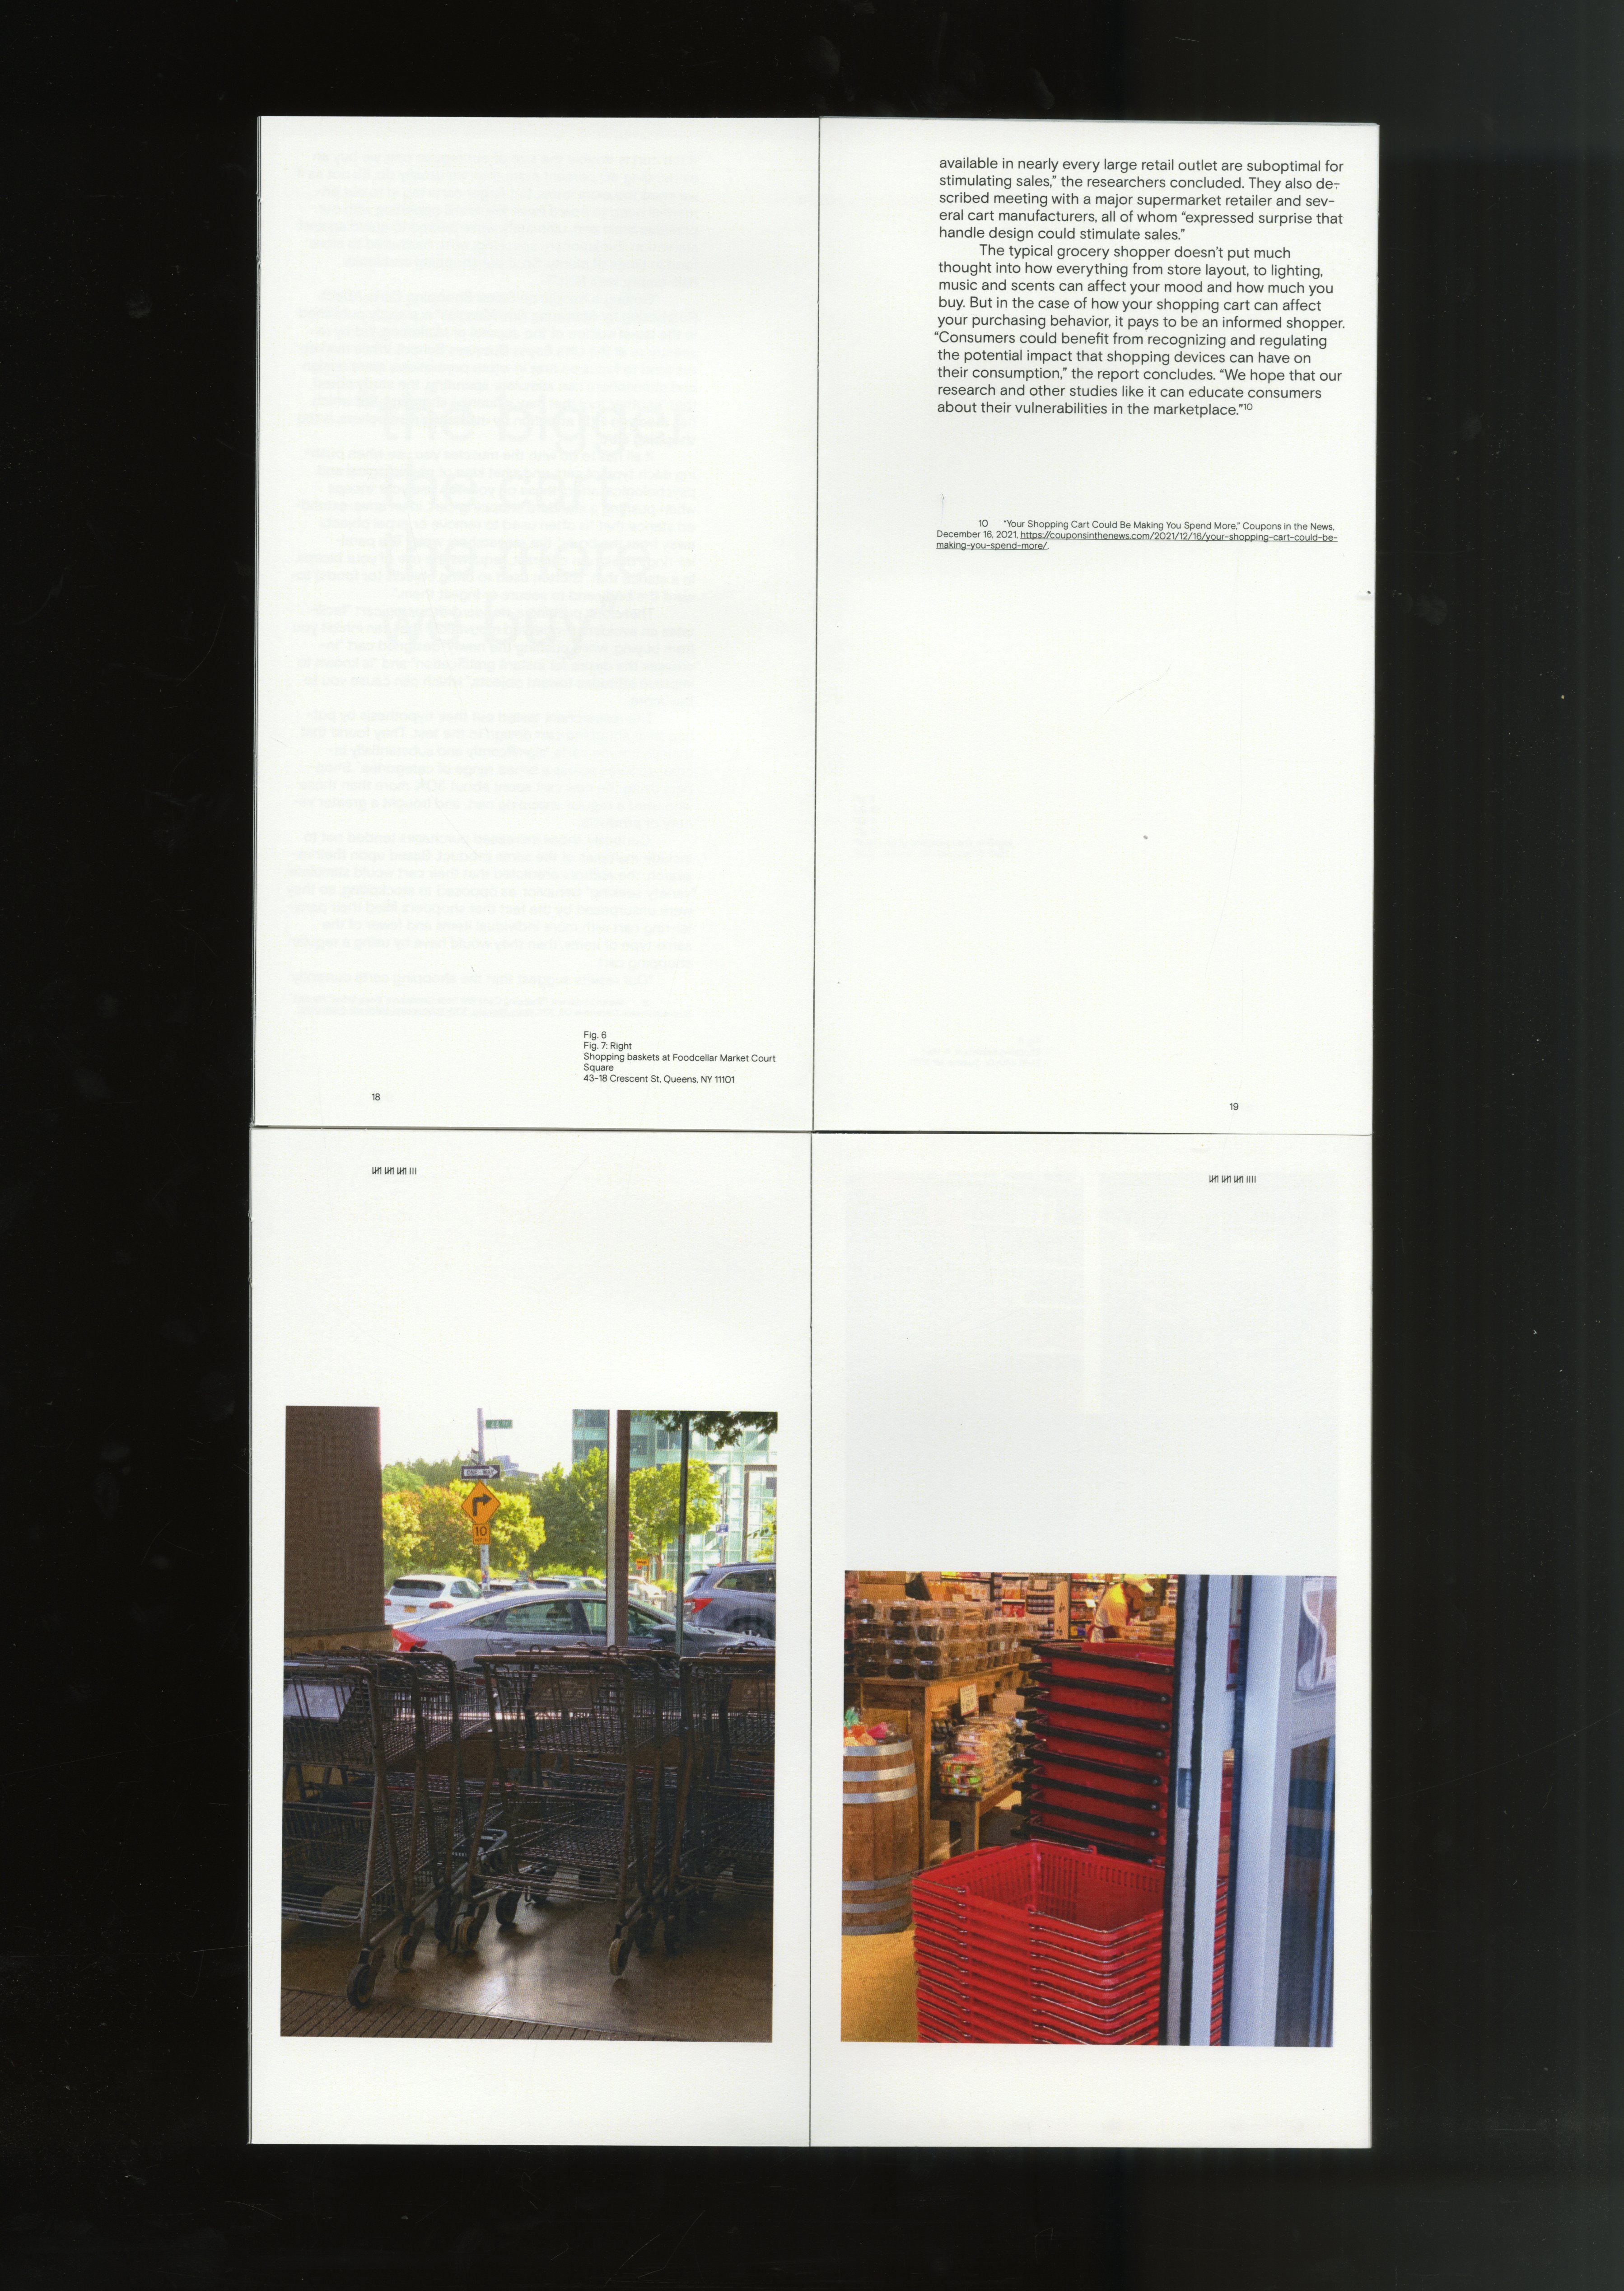 available in nearly every large retail outlet are suboptimal for
stimulating sales,” the researchers concluded. They also de-
scribed meeting with a major supermarket retailer and sev-
eral cart manufacturers, all of whom “expressed surprise that
handle design could stimulate sales.”
The typical grocery shopper doesn’t put much
thought into how everything from store layout, to lighting,
music and scents can affect your mood and how much you
buy. But in the case of how your shopping cart can affect
your purchasing behavior, it pays to be an informed shopper.
“Consumers could benefit from recognizing and regulating
the potential impact that shopping devices can have on
their consumption,” the report concludes. “We hope that our
research and other studies like it can educate consumers
about their vulnerabilities in the marketplace.”10
10 “Your Shopping Cart Could Be Making You Spend More,” Coupons in the News,
December 16, 2021, https://couponsinthenews.com/2021/12/16/your-shopping-cart-could-be-
making-you-spend-more/.
Fig. 6
Fig. 7: Right
Shopping baskets at Foodcellar Market Court
Square
43-18 Crescent St, Queens, NY 11101
18
19
ONE WAY
10